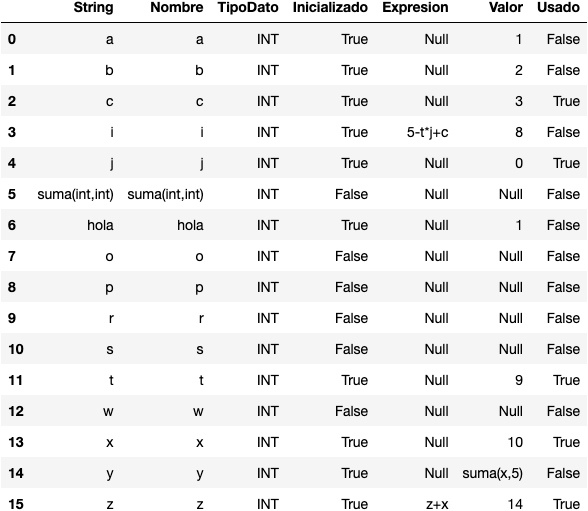 String Nombre TipoDato Inicializado Expresion Valor Usado
0 a a INT True Null 1 False
1 b b INT True Null 2 False
2 c c INT True Null 3 True
3 i i INT True 5-t*j+c 8 False
4 j j INT True Null 0 True
5 suma(int,int) suma(int,int) INT False Null Null False
6 hola hola INT True Null 1 False
7 o o INT False Null Null False
8 p p INT False Null Null False
9 r r INT False Null Null False
10 s s INT False Null Null False
11 t t INT True Null 9 True
12 w w INT False Null Null False
13 x x INT True Null 10 True
14 y y INT True Null suma(x,5) False
15 z z INT True z+x 14 True